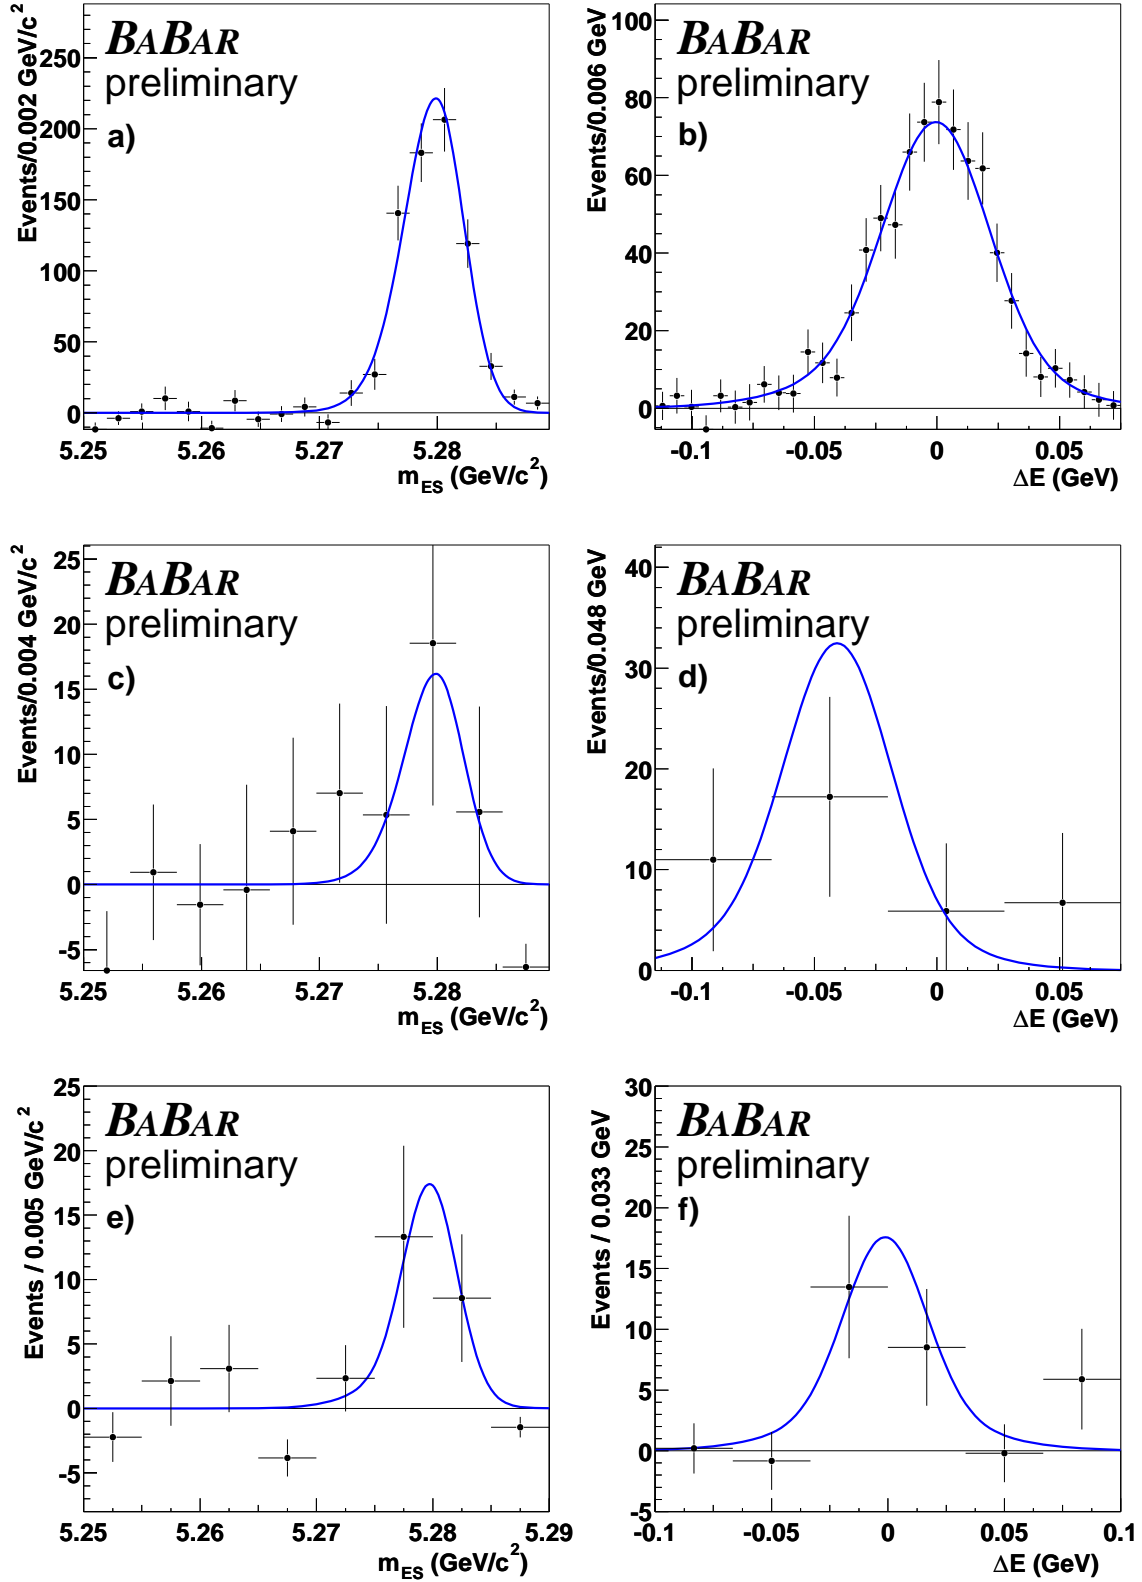 BABAR
preliminary
a)
Events/0.002 GeV/c²
250
200
150
100
50
0
5.25 5.26 5.27 5.28
m_ES (GeV/c²)
BABAR
preliminary
b)
Events/0.006 GeV
100
80
60
40
20
0
-0.1 -0.05 0 0.05
ΔE (GeV)
BABAR
preliminary
c)
Events/0.004 GeV/c²
25
20
15
10
5
0
-5
5.25 5.26 5.27 5.28
m_ES (GeV/c²)
BABAR
preliminary
d)
Events/0.048 GeV
40
30
20
10
0
-0.1 -0.05 0 0.05
ΔE (GeV)
BABAR
preliminary
e)
Events / 0.005 GeV/c²
25
20
15
10
5
0
-5
5.25 5.26 5.27 5.28 5.29
m_ES (GeV/c²)
BABAR
preliminary
f)
Events / 0.033 GeV
30
25
20
15
10
5
0
-5
-0.1 -0.05 0 0.05 0.1
ΔE (GeV)